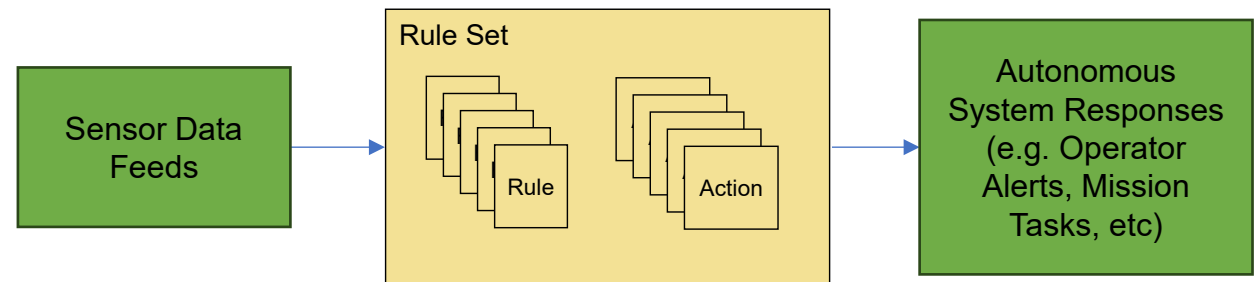 Sensor Data
Feeds
Rule Set
Rule
Action
Autonomous
System Responses
(e.g. Operator
Alerts, Mission
Tasks, etc)